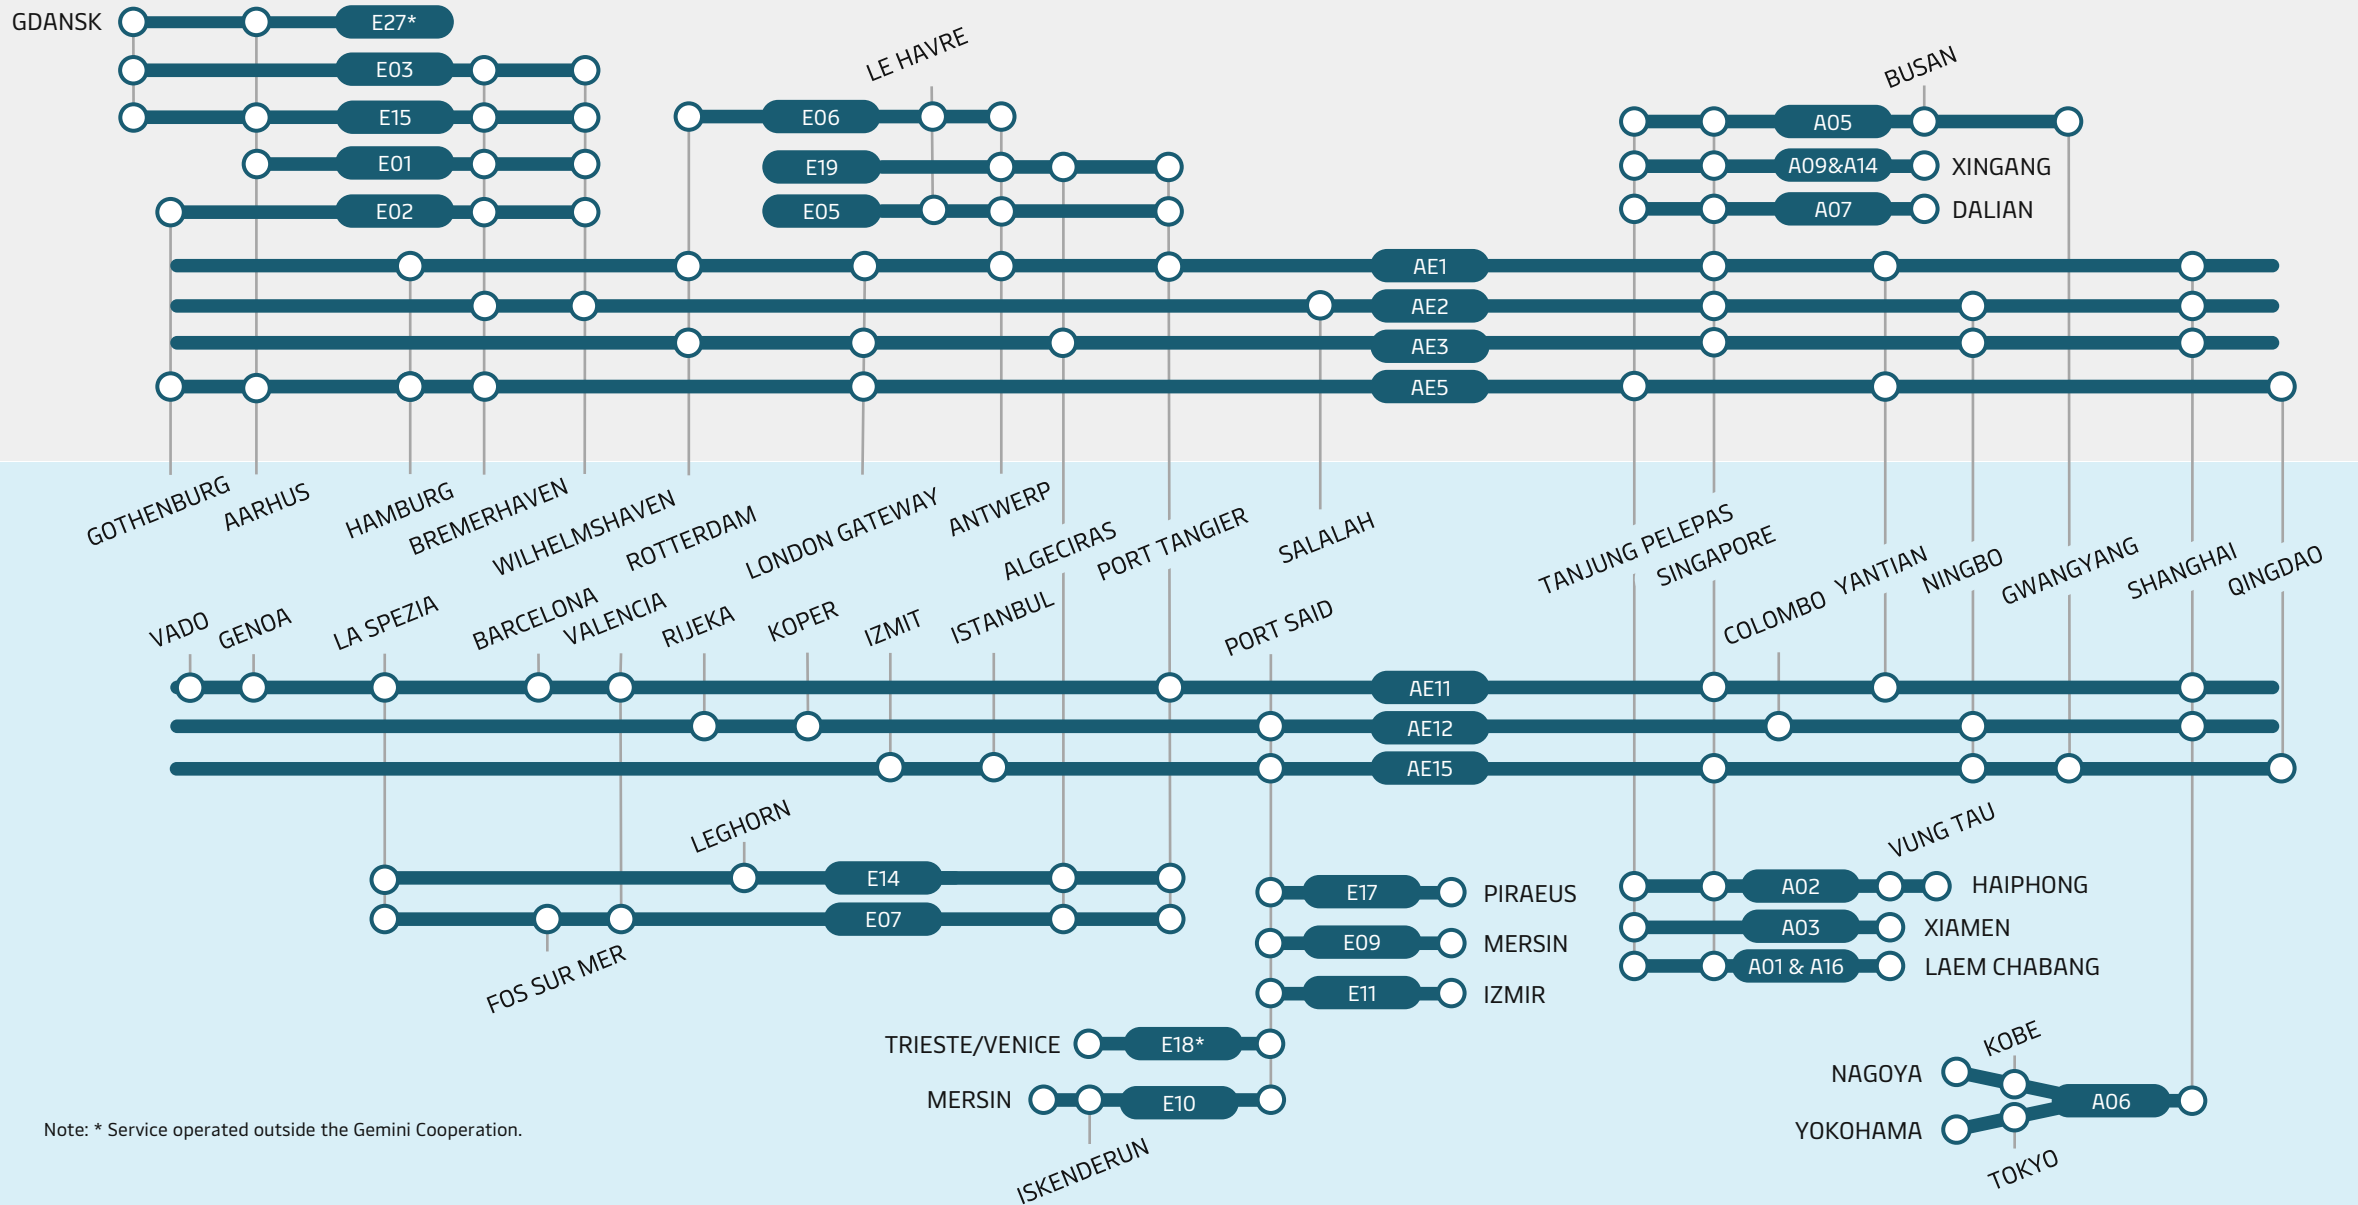 GDANSK
E27*
E03
LE HAVRE
BUSAN
E15
E06
A05
E01
E19
A09&A14
XINGANG
E02
E05
A07
DALIAN
AE1
AE2
AE3
AE5
GOTHENBURG
AARHUS
HAMBURG
BREMERHAVEN
WILHELMSHAVEN
ROTTERDAM
LONDON GATEWAY
ANTWERP
ALGECIRAS
PORT TANGIER
SALALAH
TANJUNG PELEPAS
SINGAPORE
YANTIAN
NINGBO
GWANGYANG
SHANGHAI
QINGDAO
VADO
GENOA
LA SPEZIA
BARCELONA
VALENCIA
RIJEKA
KOPER
IZMIT
ISTANBUL
PORT SAID
COLOMBO
AE11
AE12
AE15
LEGHORN
VUNG TAU
E14
E17
PIRAEUS
A02
HAIPHONG
E07
A03
XIAMEN
FOS SUR MER
E09
MERSIN
A01 & A16
LAEM CHABANG
E11
IZMIR
TRIESTE/VENICE
E18*
KOBE
NAGOYA
MERSIN
E10
A06
Note: * Service operated outside the Gemini Cooperation.
YOKOHAMA
ISKENDERUN
TOKYO